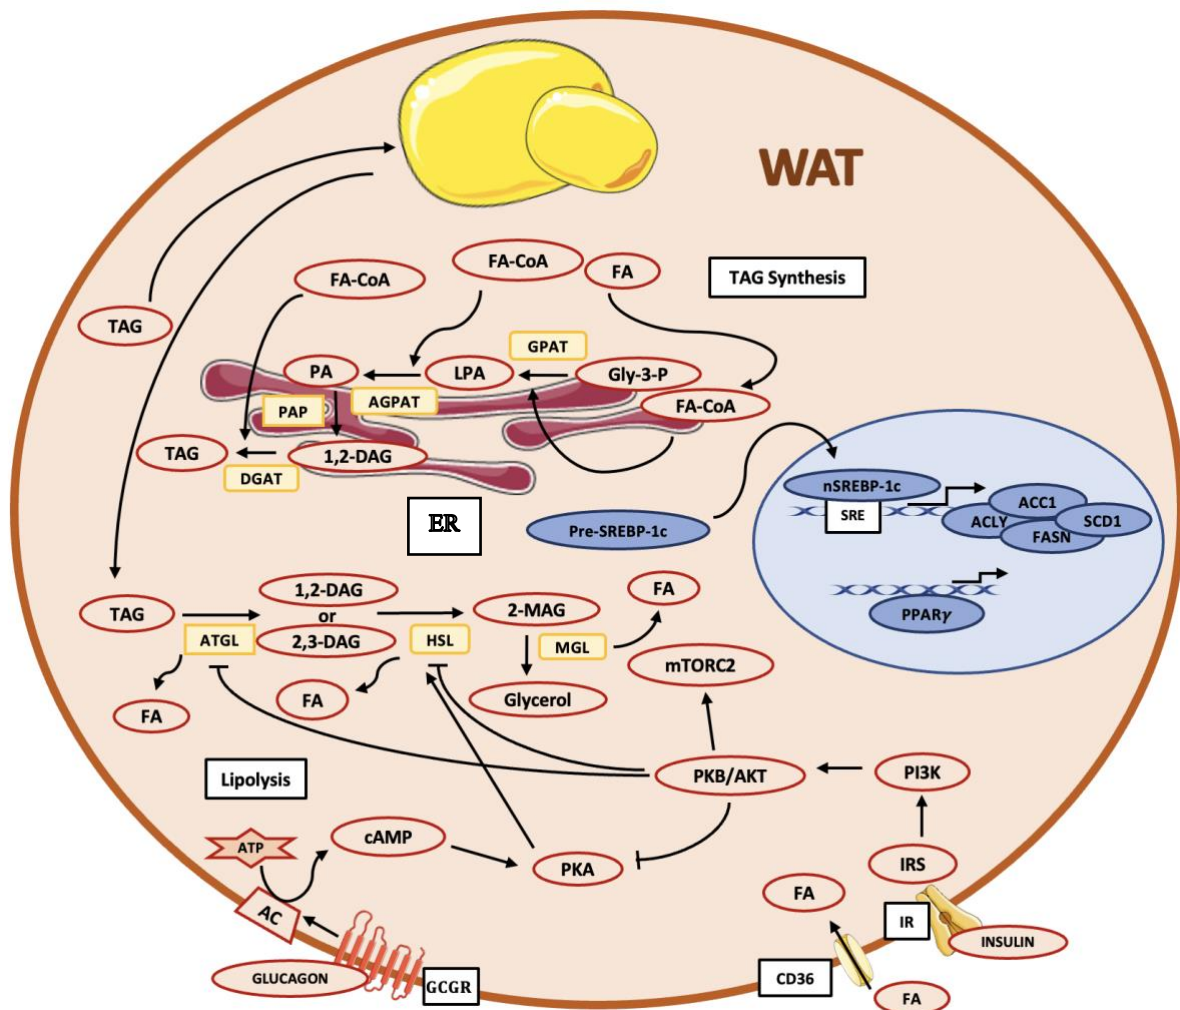 WAT
FA-CoA
FA-CoA
FA
TAG Synthesis
TAG
GPAT
PA
LPA
Gly-3-P
AGPAT
PAP
FA-CoA
TAG
1,2-DAG
DGAT
ER
Pre-SREBP-1c
nSREBP-1c
SRE
ACC1
ACLY
SCD1
FASN
PPARγ
1,2-DAG
or
2,3-DAG
TAG
ATGL
HSL
2-MAG
MGL
FA
mTORC2
FA
FA
Glycerol
Lipolysis
PKB/AKT
PI3K
ATP
cAMP
PKA
IRS
AC
FA
IR
INSULIN
GLUCAGON
GCGR
CD36
FA